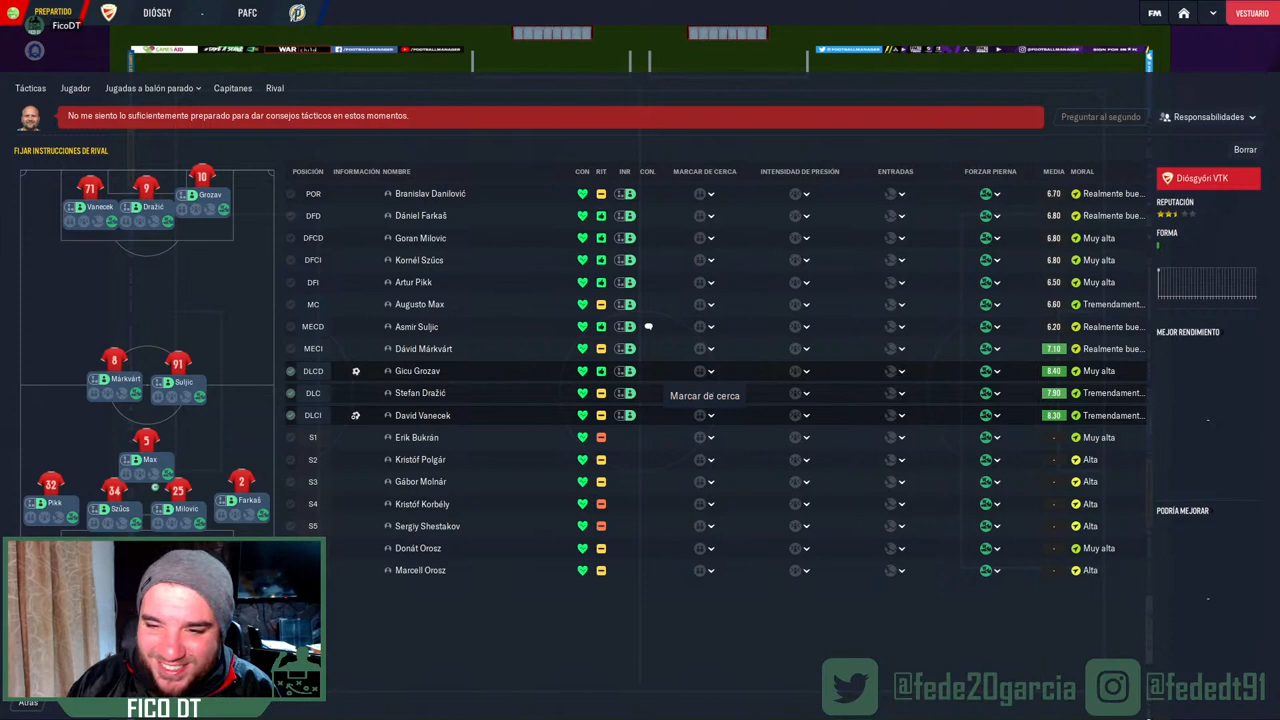 PREPARTIDO
DIÓSGY
-
PAFC
FM
VESTUARIO
FicoDT
Tácticas
Jugador
Jugadas a balón parado
Capitanes
Rival
No me siento lo suficientemente preparado para dar consejos tácticos en estos momentos.
Preguntar al segundo
Responsabilidades
FIJAR INSTRUCCIONES DE RIVAL
Borrar
POSICIÓN INFORMACIÓN NOMBRE CON RIT INR CON. MARCAR DE CERCA INTENSIDAD DE PRESIÓN ENTRADAS FORZAR PIERNA MEDIA MORAL
POR Branislav Danilović 6.70 Realmente bue...
DFD Dániel Farkaš 6.80 Realmente bue...
DFCD Goran Milovic 6.80 Muy alta
DFCI Kornél Szűcs 6.80 Muy alta
DFI Artur Pikk 6.50 Muy alta
MC Augusto Max 6.60 Tremendament...
MECD Asmir Suljic 6.20 Realmente bue...
MECI Dávid Márkvárt 7.10 Realmente bue...
DLCD Gicu Grozav 8.40 Muy alta
DLC Stefan Dražić 7.90 Tremendament...
DLCI David Vanecek 8.30 Tremendament...
S1 Erik Bukrán - Muy alta
S2 Kristóf Polgár - Alta
S3 Gábor Molnár - Alta
S4 Kristóf Korbély - Alta
S5 Sergiy Shestakov - Alta
Donát Orosz - Muy alta
Marcell Orosz - Alta
Marcar de cerca
71
9
10
Vanecek
Dražić
Grozav
8
91
Márkvárt
Suljic
5
Max
32
34
25
2
Pikk
Szűcs
Milovic
Farkaš
Diósgyőri VTK
REPUTACIÓN
FORMA
MEJOR RENDIMIENTO
-
PODRÍA MEJORAR
-
Atrás
FICO DT
@fede20garcia
@fededt91